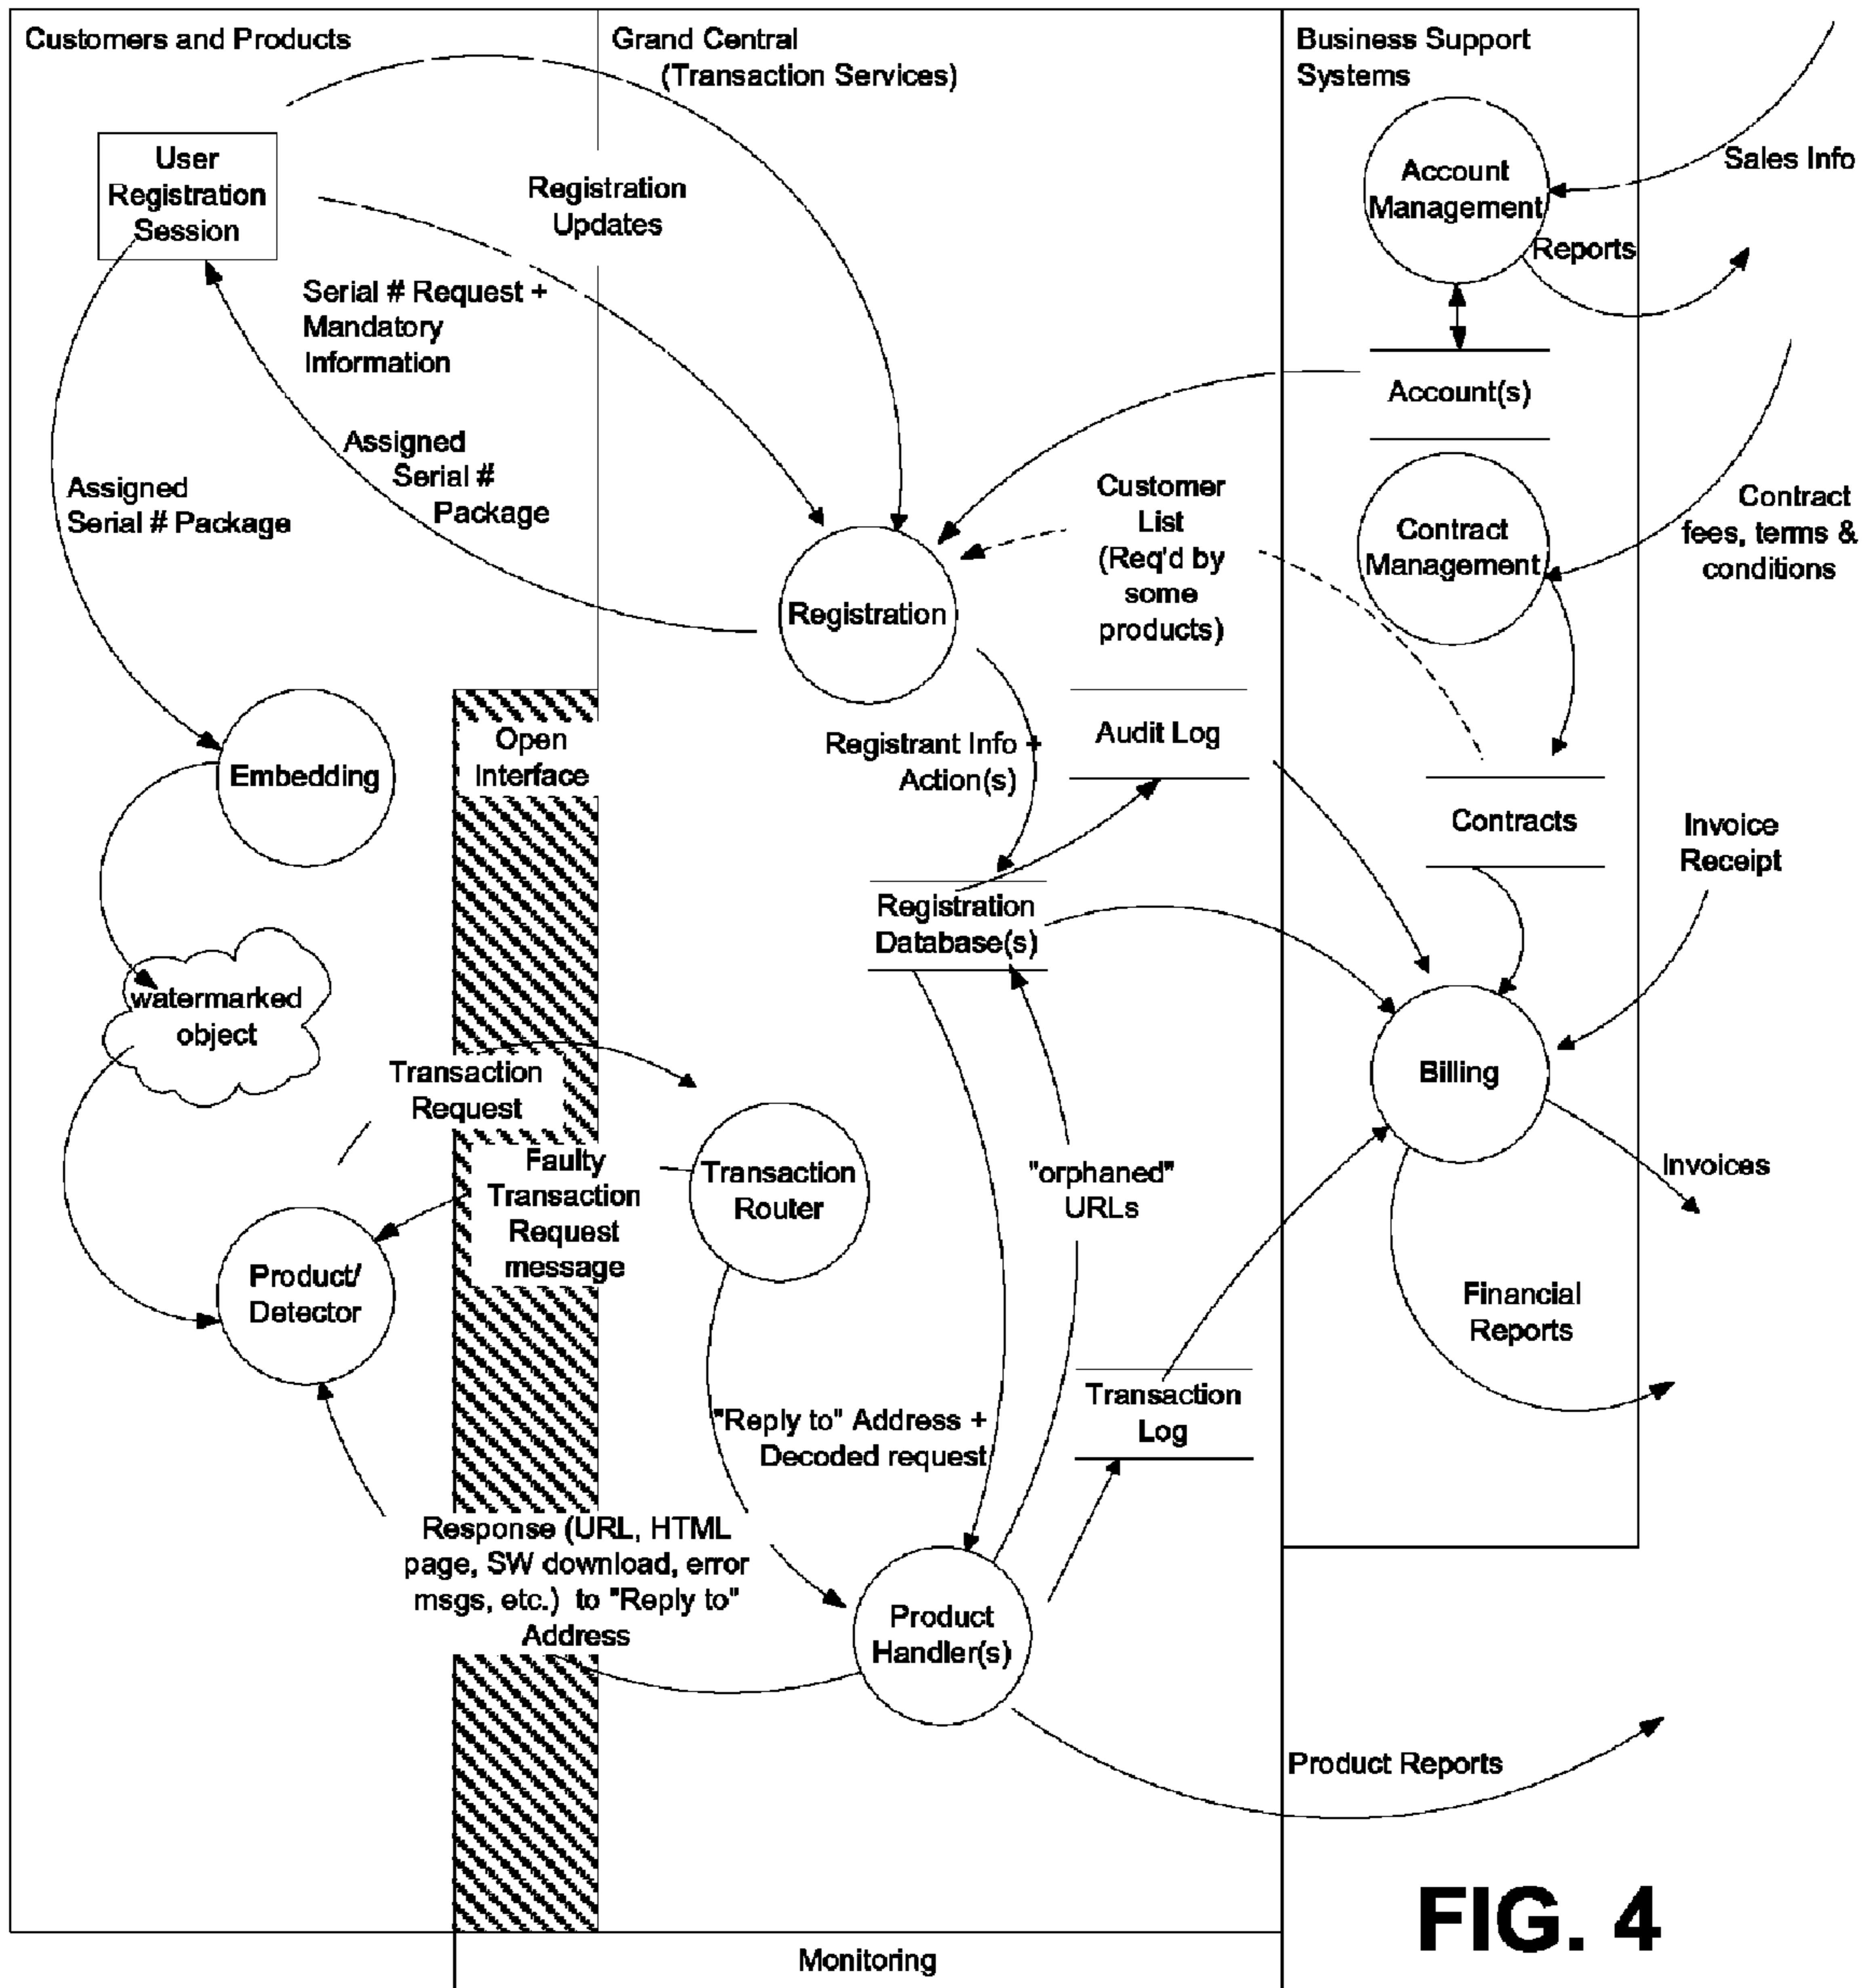 Customers and Products
Grand Central
(Transaction Services)
Business Support
Systems
User
Registration
Session
Registration
Updates
Account
Management
Sales Info
Reports
Serial # Request +
Mandatory
Information
Account(s)
Assigned
Serial #
Package
Assigned
Serial # Package
Customer
List
(Req'd by
some
products)
Contract
Management
Contract
fees, terms &
conditions
Registration
Open
Interface
Embedding
Registrant Info +
Action(s)
Audit Log
Contracts
Invoice
Receipt
Registration
Database(s)
watermarked
object
Transaction
Request
Billing
Faulty
Transaction
Request
message
Transaction
Router
"orphaned"
URLs
Invoices
Product/
Detector
Financial
Reports
"Reply to" Address +
Decoded request
Transaction
Log
Response (URL, HTML
page, SW download, error
msgs, etc.) to "Reply to"
Address
Product
Handler(s)
Product Reports
FIG. 4
Monitoring